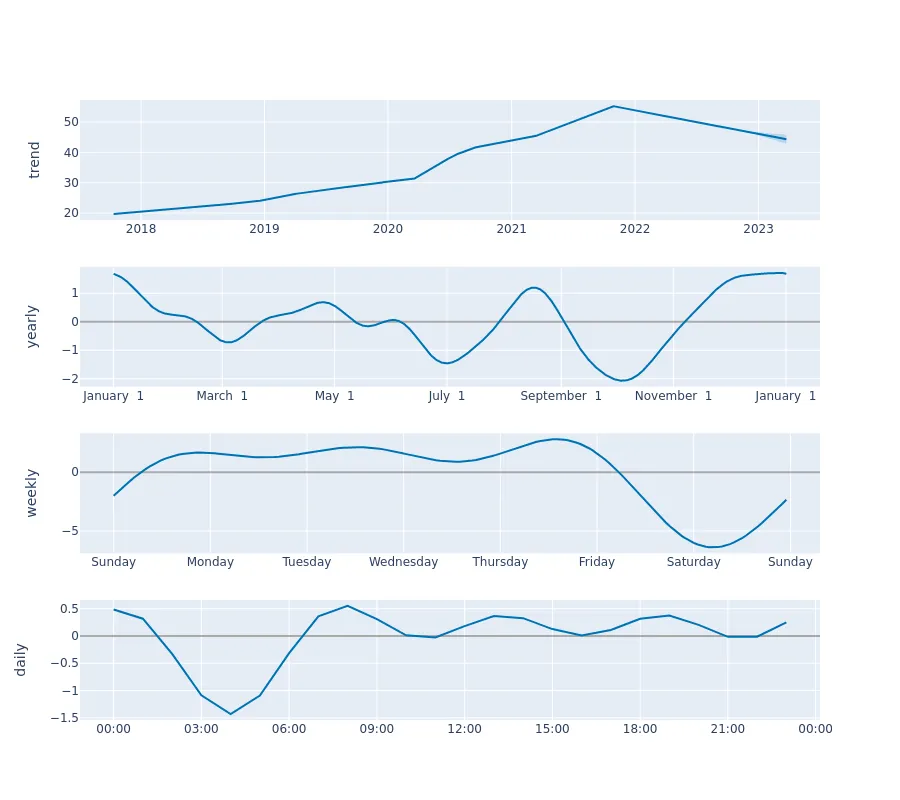 trend
50
40
30
20
2018 2019 2020 2021 2022 2023
yearly
1
0
−1
−2
January 1 March 1 May 1 July 1 September 1 November 1 January 1
weekly
0
−5
Sunday Monday Tuesday Wednesday Thursday Friday Saturday Sunday
daily
0.5
0
−0.5
−1
−1.5
00:00 03:00 06:00 09:00 12:00 15:00 18:00 21:00 00:00